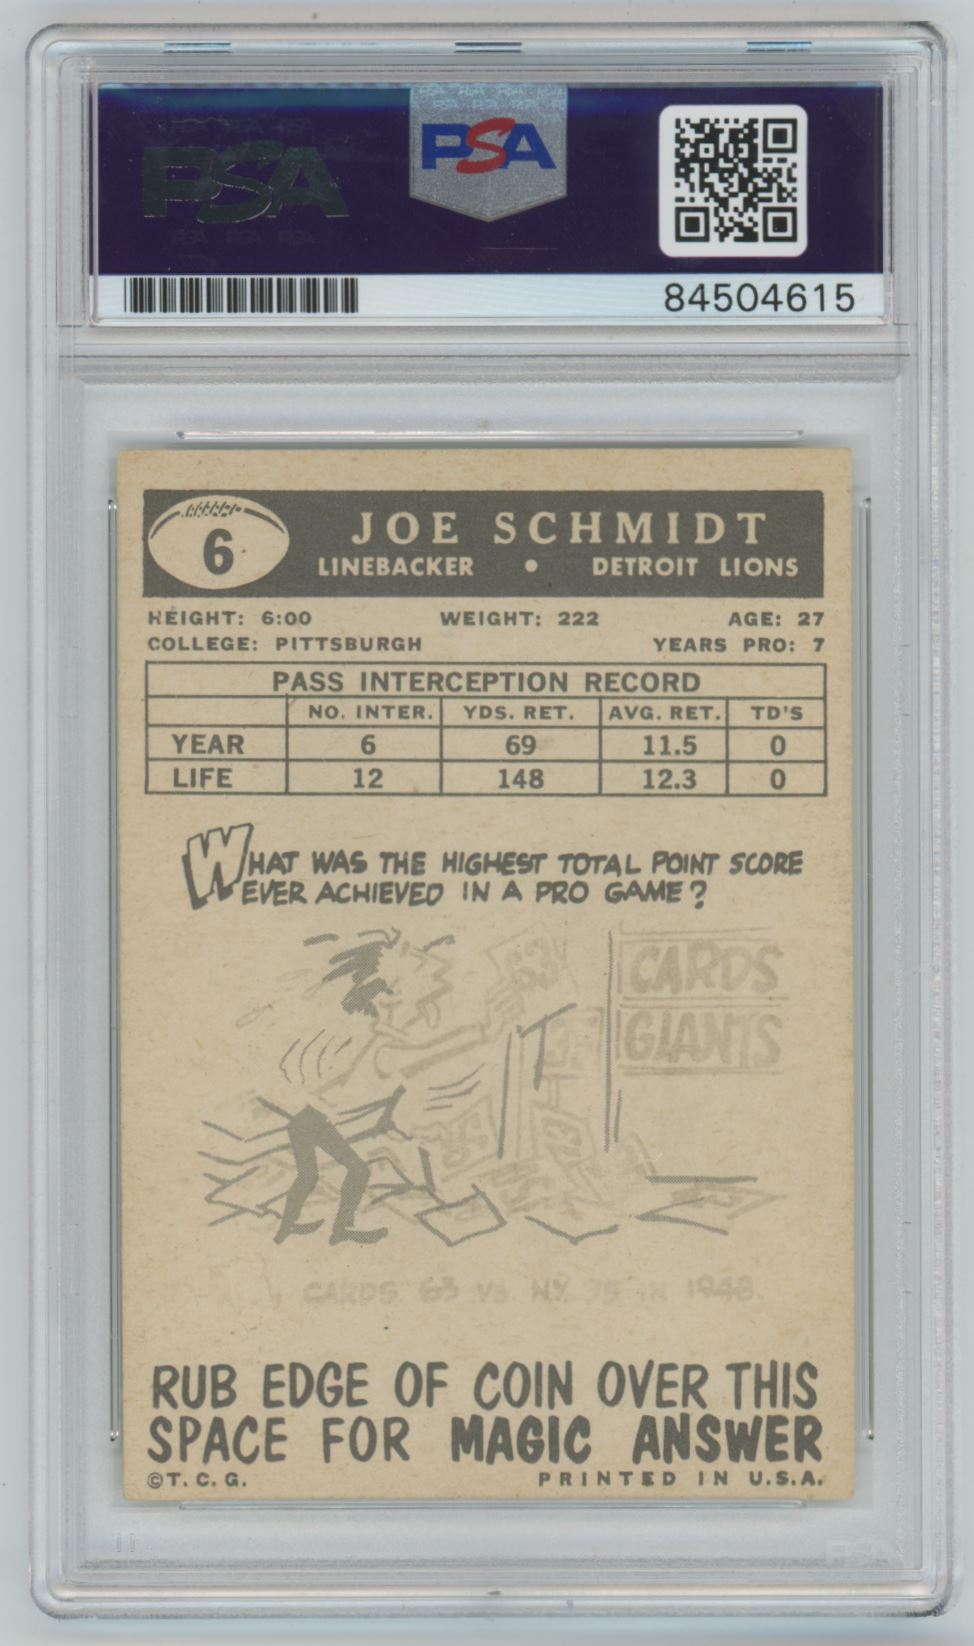 PSA
PSA
84504615
6
JOE SCHMIDT
LINEBACKER • DETROIT LIONS
HEIGHT: 6:00 WEIGHT: 222 AGE: 27
COLLEGE: PITTSBURGH YEARS PRO: 7
PASS INTERCEPTION RECORD
NO. INTER. YDS. RET. AVG. RET. TD'S
YEAR 6 69 11.5 0
LIFE 12 148 12.3 0
WHAT WAS THE HIGHEST TOTAL POINT SCORE
EVER ACHIEVED IN A PRO GAME?
CARDS
GIANTS
CARDS 63 VS NY 35 IN 1948.
RUB EDGE OF COIN OVER THIS
SPACE FOR MAGIC ANSWER
©T. C. G. PRINTED IN U.S.A.